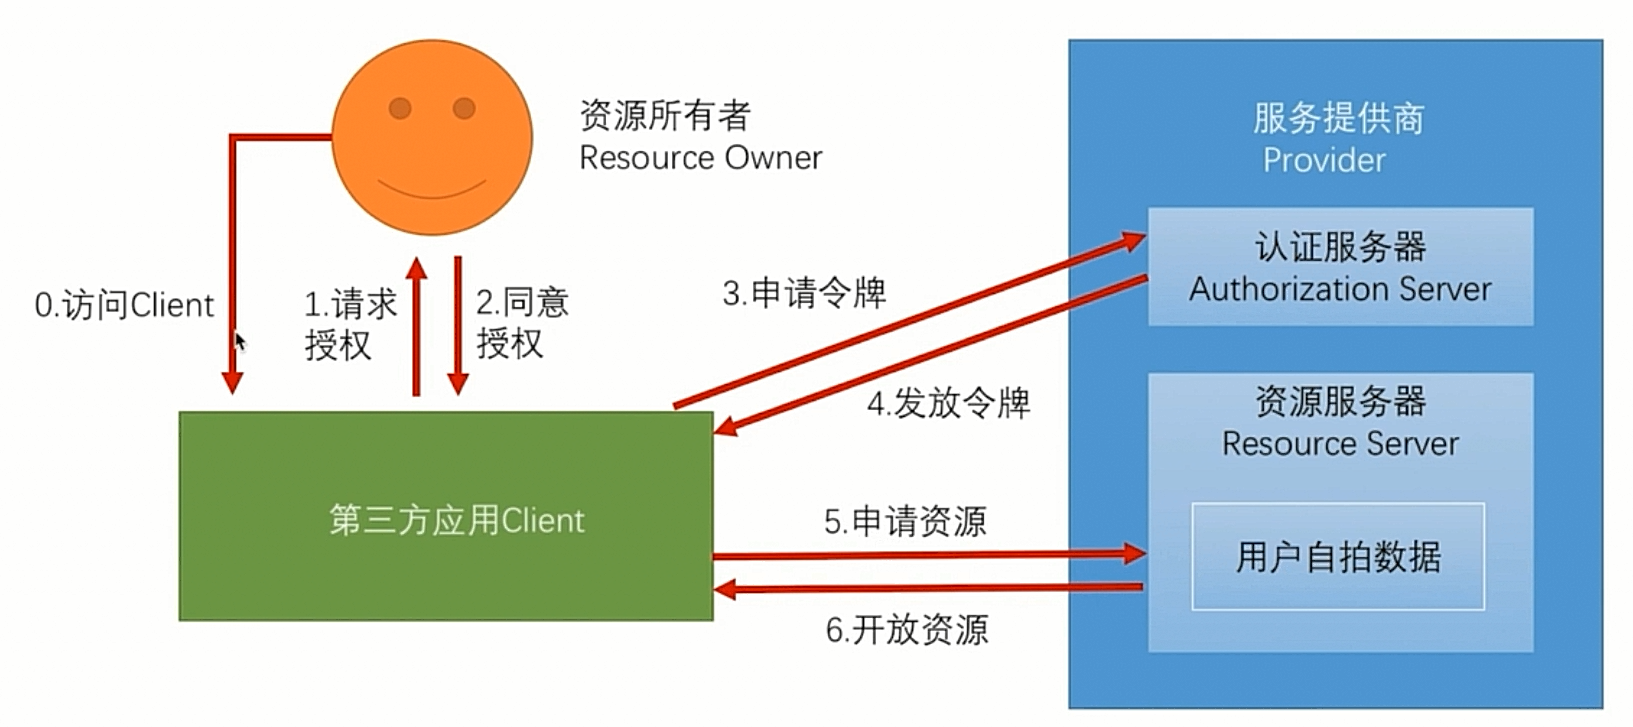 资源所有者
Resource Owner
服务提供商
Provider
认证服务器
Authorization Server
0.访问Client
1.请求
授权
2.同意
授权
3.申请令牌
4.发放令牌
资源服务器
Resource Server
第三方应用Client
5.申请资源
用户自拍数据
6.开放资源